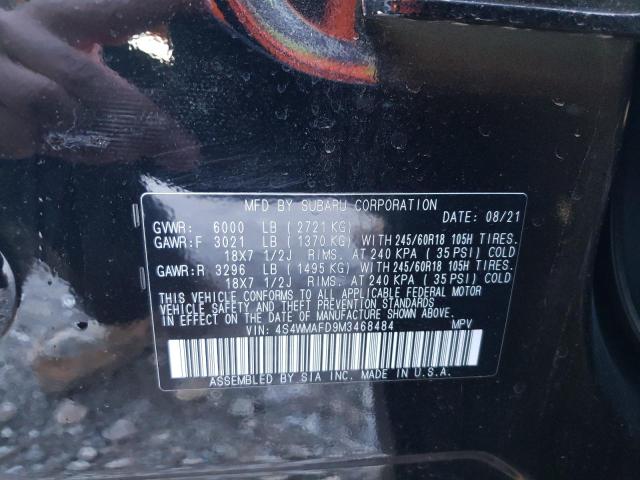 MFD BY SUBARU CORPORATION
DATE: 08/21
GVWR: 6000 LB ( 2721 KG)
GAWR:F 3021 LB ( 1370 KG) WITH 245/60R18 105H TIRES.
18X7 1/2J RIMS. AT 240 KPA ( 35 PSI) COLD
GAWR:R 3296 LB ( 1495 KG) WITH 245/60R18 105H TIRES.
18X7 1/2J RIMS. AT 240 KPA ( 35 PSI) COLD
THIS VEHICLE CONFORMS TO ALL APPLICABLE FEDERAL MOTOR
VEHICLE SAFETY AND THEFT PREVENTION STANDARDS
IN EFFECT ON THE DATE OF MANUFACTURE SHOWN ABOVE.
VIN: 4S4WMAFD9M3468484 MPV
ASSEMBLED BY SIA INC. MADE IN U.S.A.